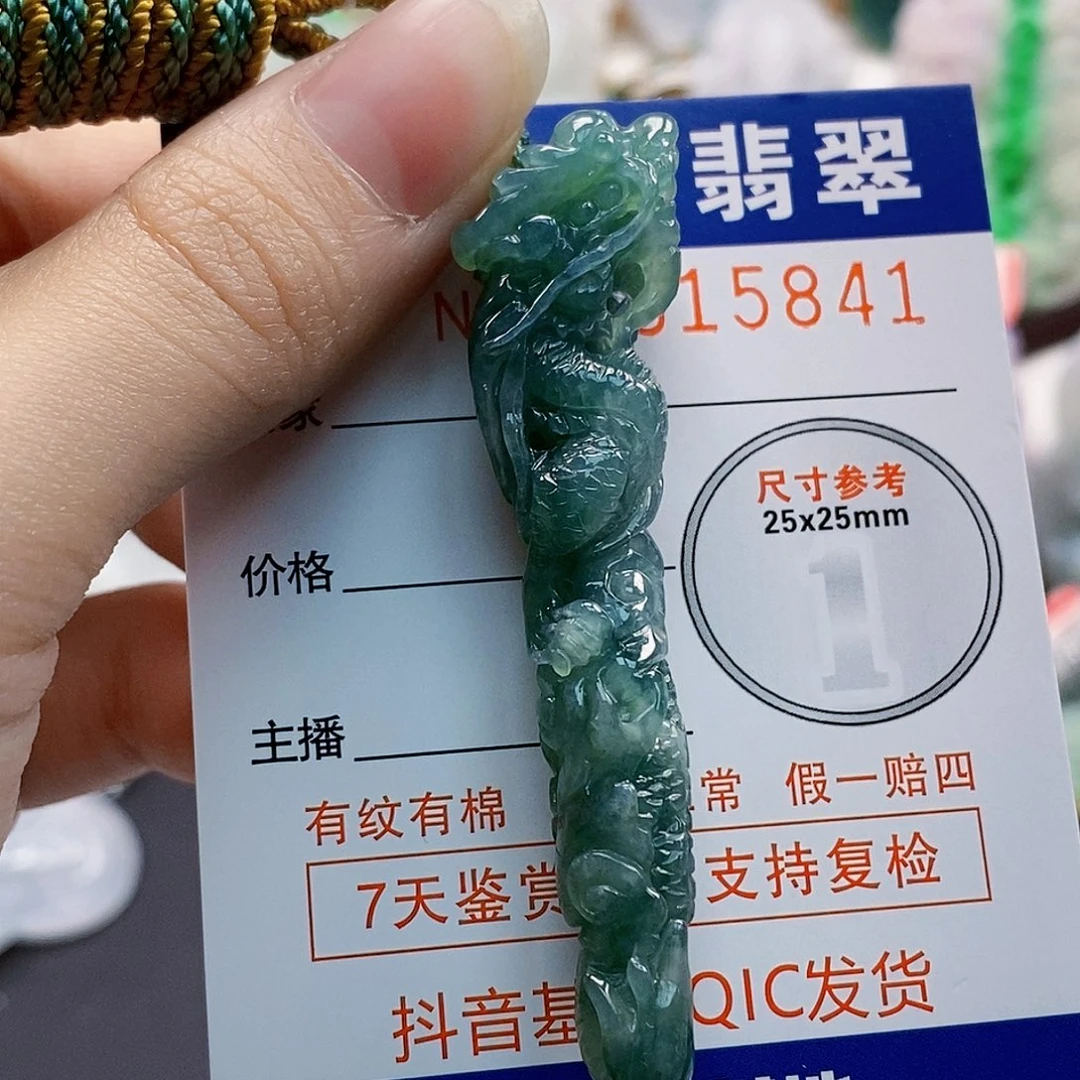 翡翠
15841
尺寸参考
25x25mm
1
价格
主播
有纹有棉 常 假一赔四
7天鉴赏 支持复检
抖音基 QIC发货